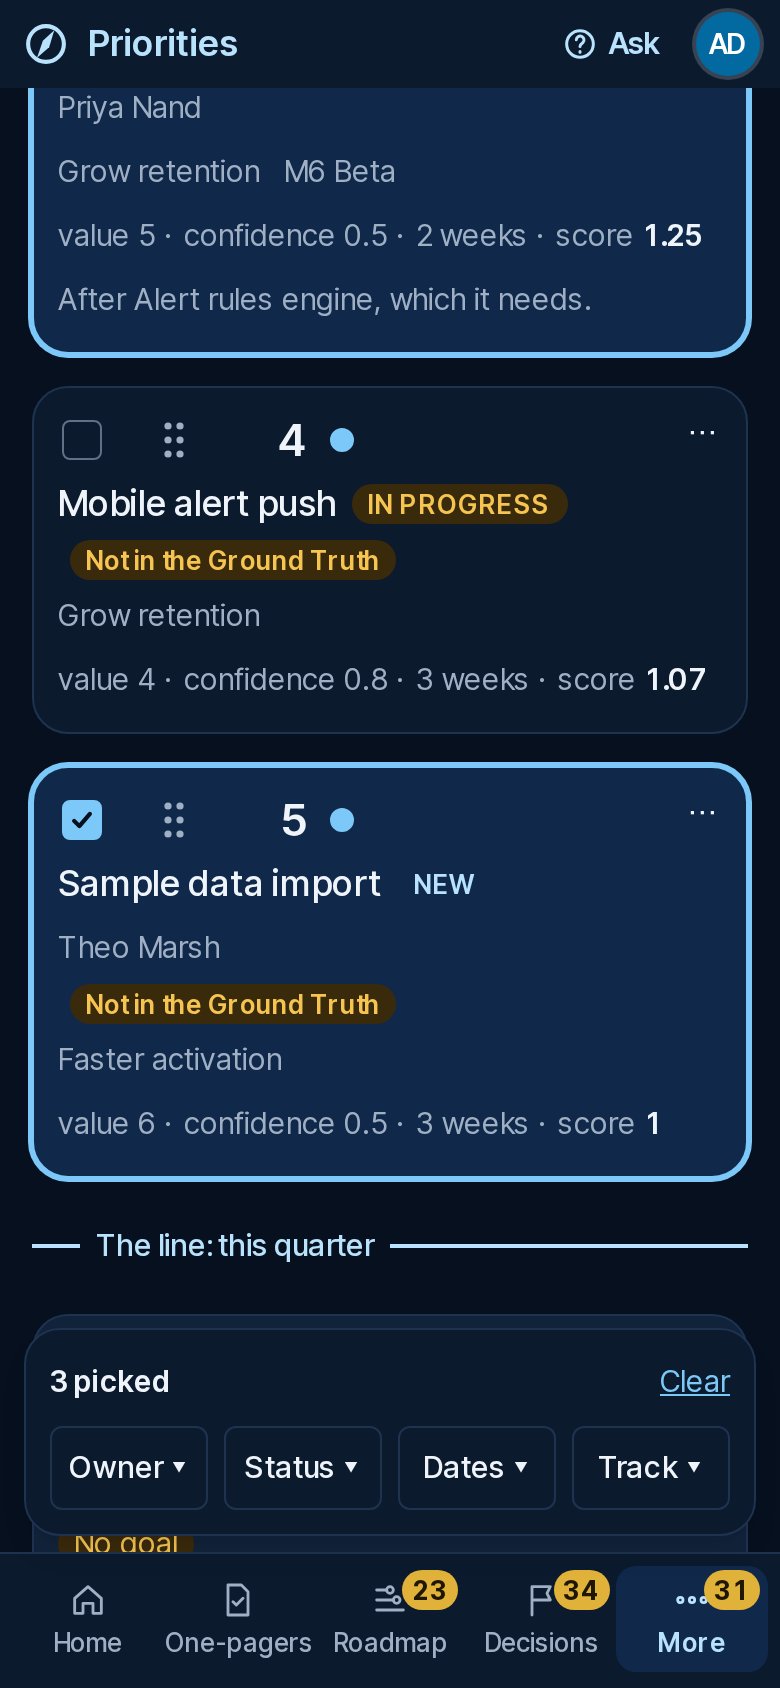 Priorities
Ask
AD
Priya Nand
Grow retention M6 Beta
value 5 · confidence 0.5 · 2 weeks · score 1.25
After Alert rules engine, which it needs.
4
...
Mobile alert push IN PROGRESS
Not in the Ground Truth
Grow retention
value 4 · confidence 0.8 · 3 weeks · score 1.07
5
...
Sample data import NEW
Theo Marsh
Not in the Ground Truth
Faster activation
value 6 · confidence 0.5 · 3 weeks · score 1
The line: this quarter
3 picked Clear
Owner Status Dates Track
No goal
23 34 31
Home One-pagers Roadmap Decisions More